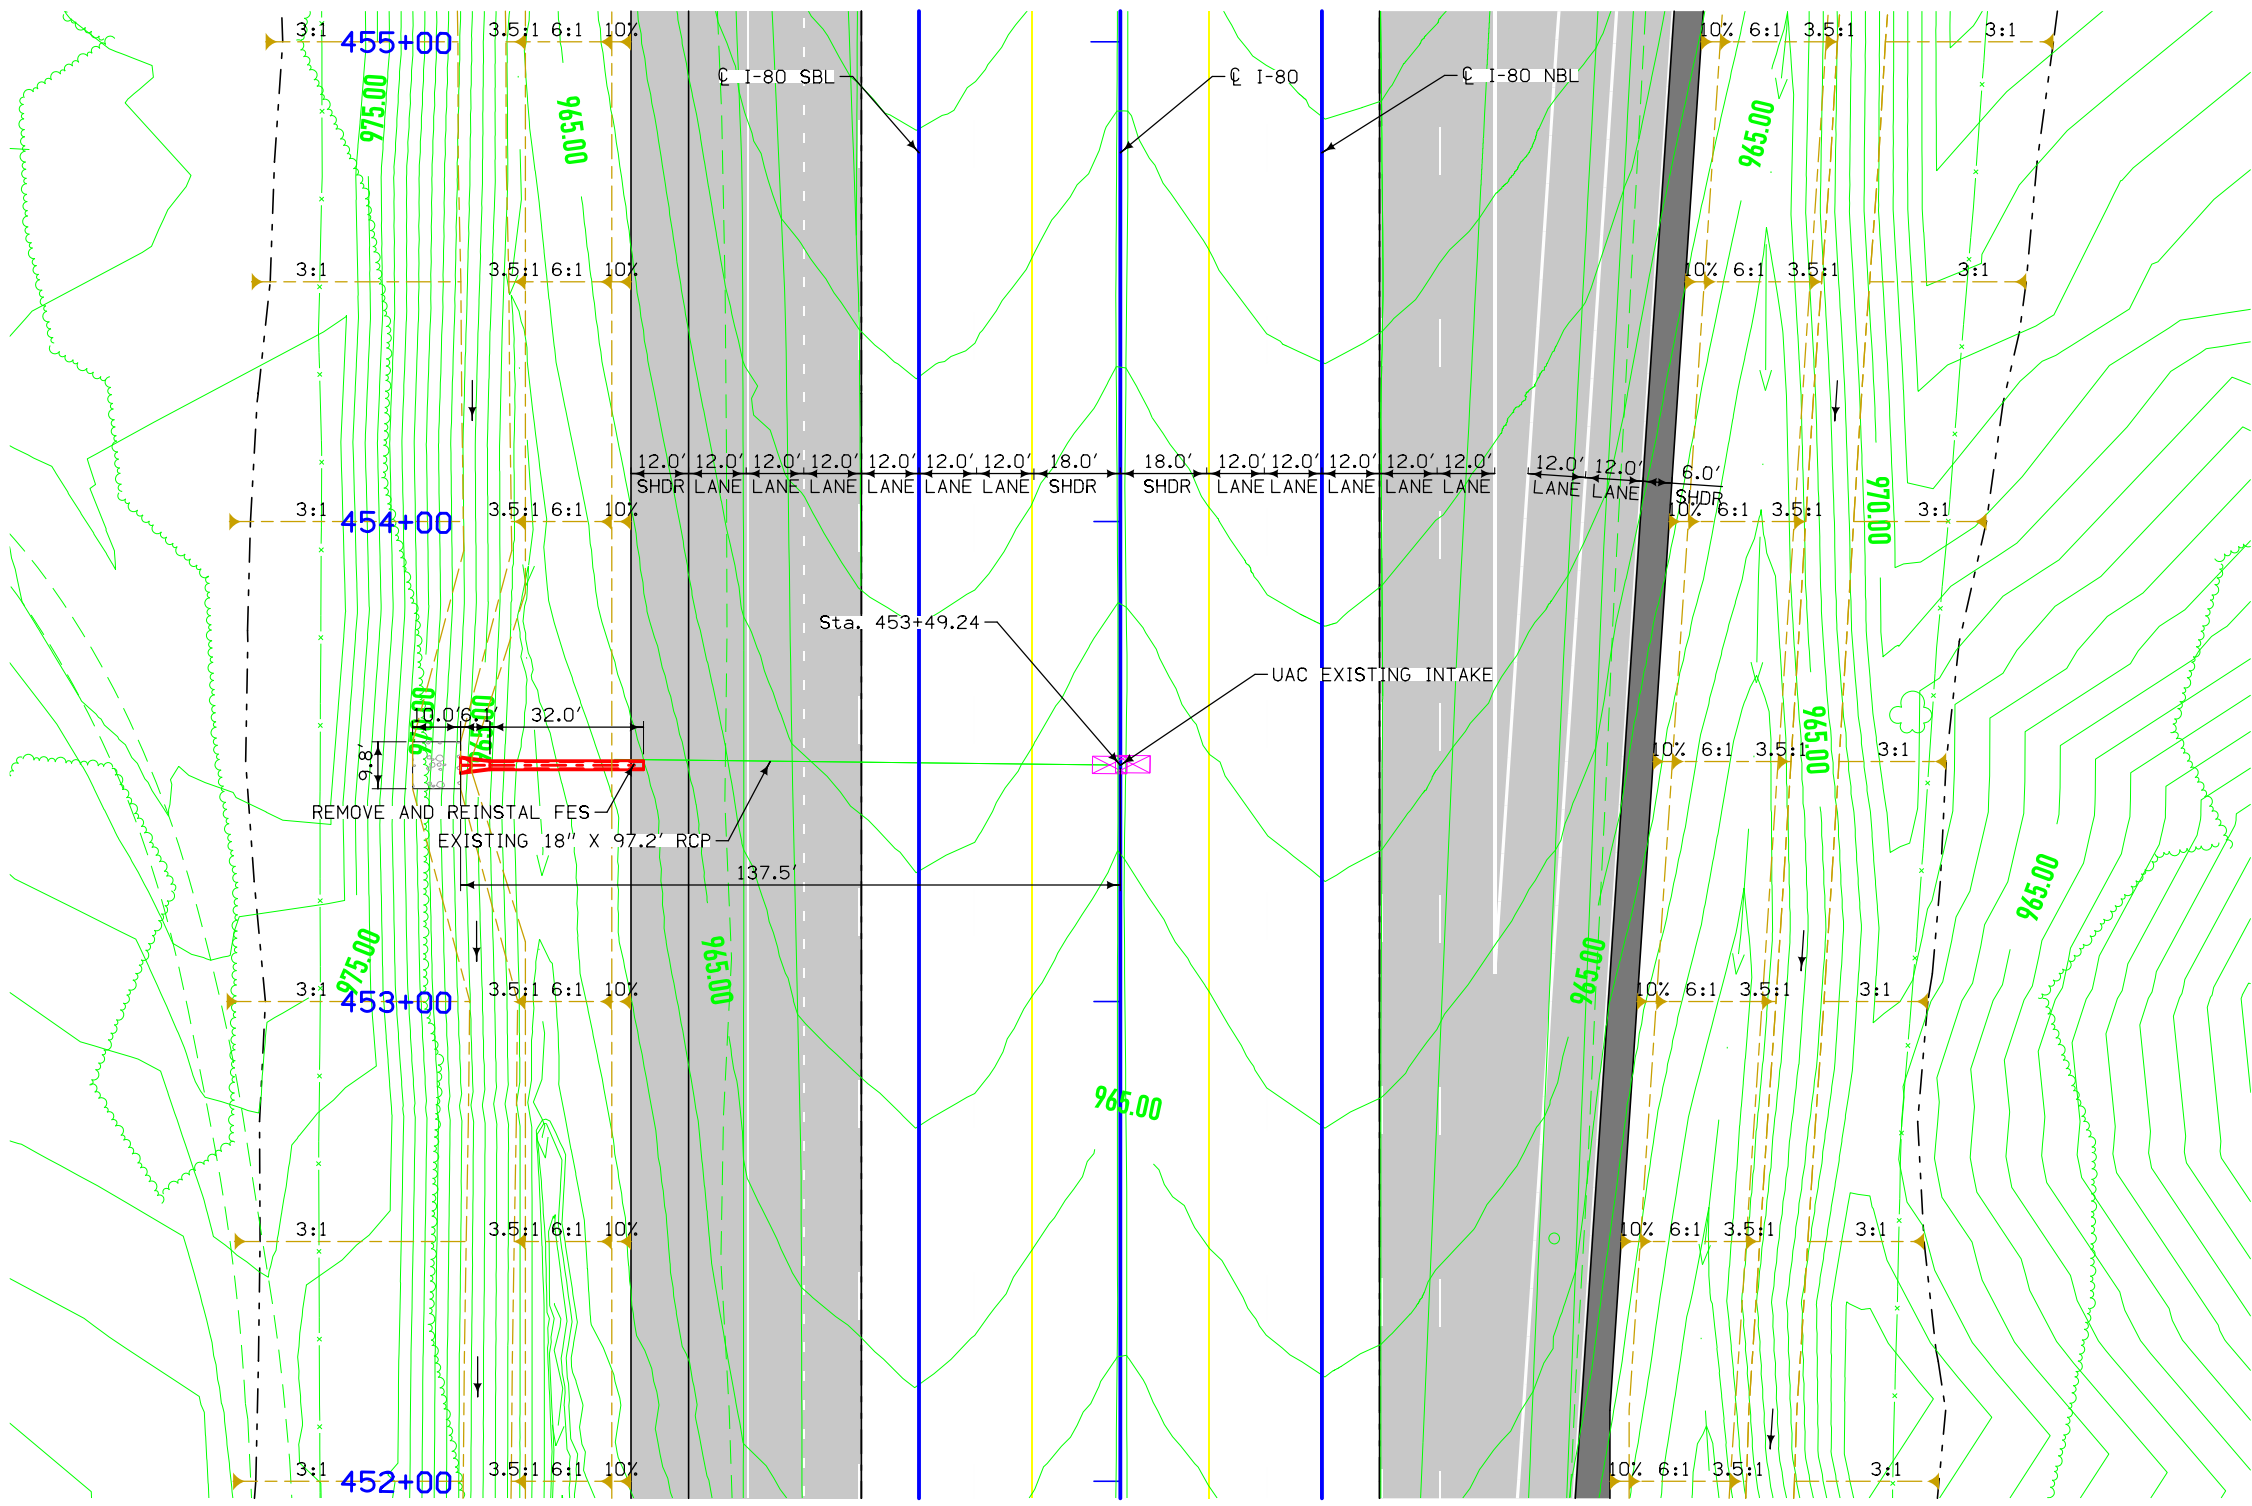 3:1 455+00 3.5:1 6:1 10% 10% 6:1 3.5:1 3:1
℄ I-80 SBL ℄ I-80 ℄ I-80 NBL
975.00 965.00 965.00
3:1 3.5:1 6:1 10% 10% 6:1 3.5:1 3:1
12.0' 12.0' 12.0' 12.0' 12.0' 12.0' 12.0' 18.0' 18.0' 12.0' 12.0' 12.0' 12.0' 12.0' 12.0' 12.0' 6.0'
SHDR LANE LANE LANE LANE LANE LANE SHDR SHDR LANE LANE LANE LANE LANE LANE LANE SHDR
970.00
3:1 454+00 3.5:1 6:1 10% 10% 6:1 3.5:1 3:1
Sta. 453+49.24
UAC EXISTING INTAKE
970.00 965.00 965.00
10.0' 6.1' 32.0'
9.8'
10% 6:1 3.5:1 3:1
REMOVE AND REINSTAL FES
EXISTING 18" X 97.2' RCP
137.5'
975.00 965.00 965.00 965.00
3:1 453+00 3.5:1 6:1 10% 10% 6:1 3.5:1 3:1
965.00
3:1 3.5:1 6:1 10% 10% 6:1 3.5:1 3:1
3:1 452+00 3.5:1 6:1 10% 10% 6:1 3.5:1 3:1